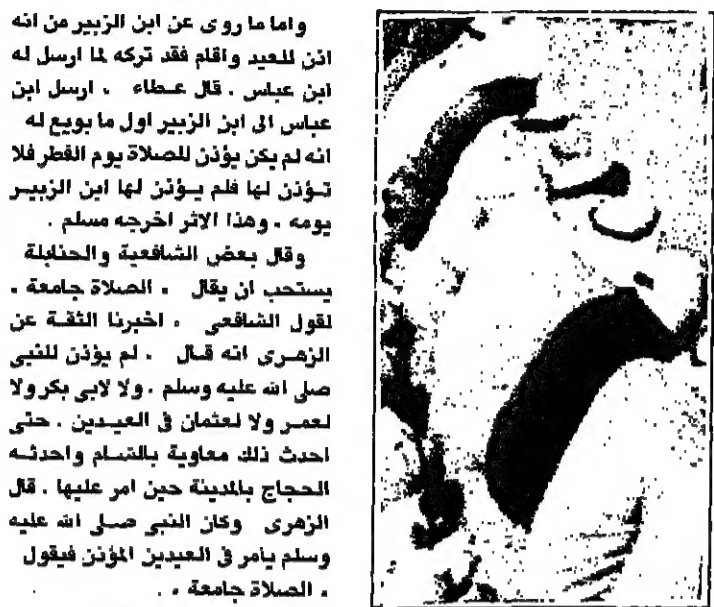 واما ما روى عن ابن الزبير من انه
اذن للعيد واقام فقد تركه لما ارسل له
ابن عباس . قال عطاء . ارسل ابن
عباس الى ابن الزبير اول ما بويع له
انه لم يكن يؤذن للصلاة يوم الفطر فلا
تؤذن لها فلم يؤذن لها ابن الزبير
يومه . وهذا الاثر اخرجه مسلم .
وقال بعض الشافعية والحنابلة
يستحب ان يقال . الصلاة جامعة .
لقول الشافعى . اخبرنا الثقة عن
الزهرى انه قال . لم يؤذن للنبى
صلى الله عليه وسلم . ولا لابى بكر ولا
لعمر ولا لعثمان فى العيدين . حتى
احدث ذلك معاوية بالشام واحدثه
الحجاج بالمدينة حين امر عليها . قال
الزهرى وكان النبى صلى الله عليه
وسلم يامر فى العيدين المؤذن فيقول
. الصلاة جامعة . .